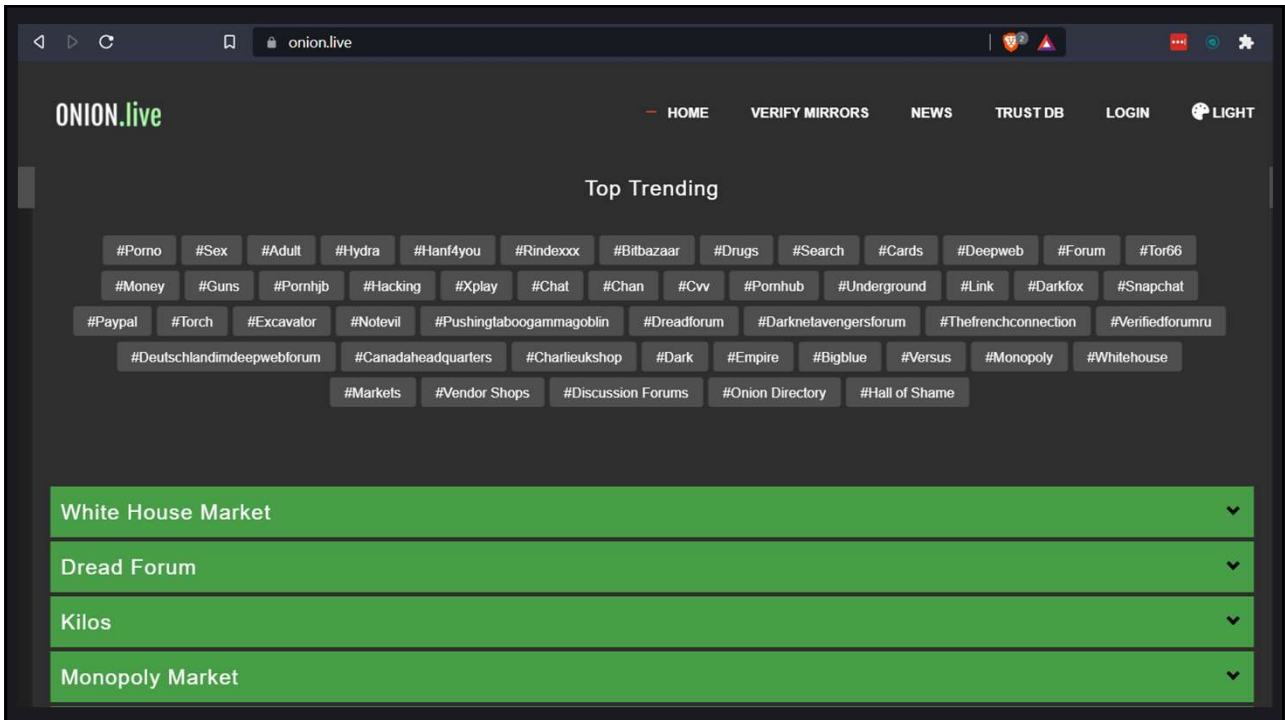 onion.live
2
ONION.live
HOME VERIFY MIRRORS NEWS TRUST DB LOGIN LIGHT
Top Trending
#Porno #Sex #Adult #Hydra #Hanf4you #Rindexxx #Bitbazaar #Drugs #Search #Cards #Deepweb #Forum #Tor66
#Money #Guns #Pornhjb #Hacking #Xplay #Chat #Chan #Cvv #Pornhub #Underground #Link #Darkfox #Snapchat
#Paypal #Torch #Excavator #Notevil #Pushingtaboogammagoblin #Dreadforum #Darknetavengersforum #Thefrenchconnection #Verifiedforumru
#Deutschlandimdeepwebforum #Canadaheadquarters #Charlieukshop #Dark #Empire #Bigblue #Versus #Monopoly #Whitehouse
#Markets #Vendor Shops #Discussion Forums #Onion Directory #Hall of Shame
White House Market
Dread Forum
Kilos
Monopoly Market